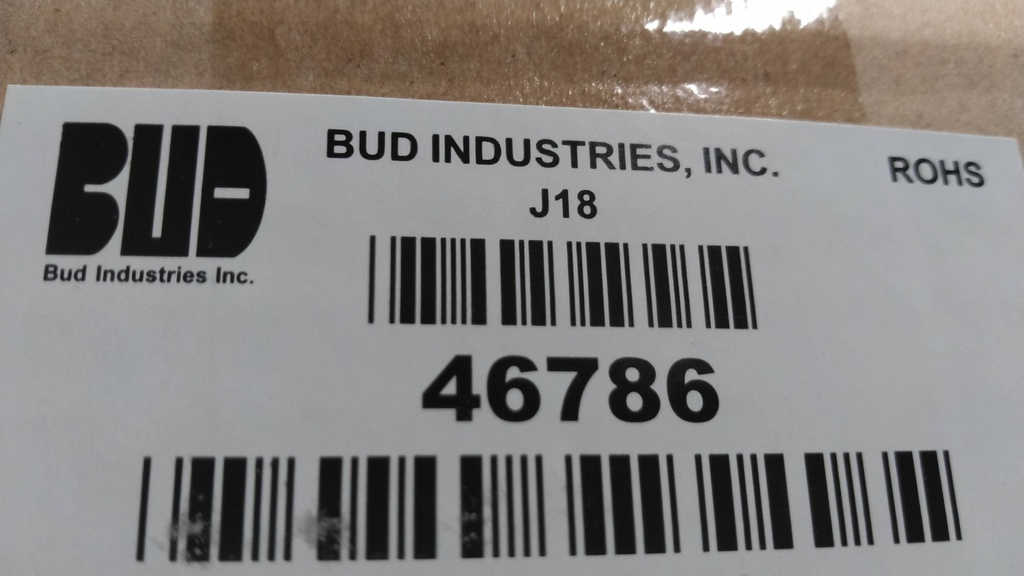 BUD
Bud Industries Inc.
BUD INDUSTRIES, INC.
J18
ROHS
46786